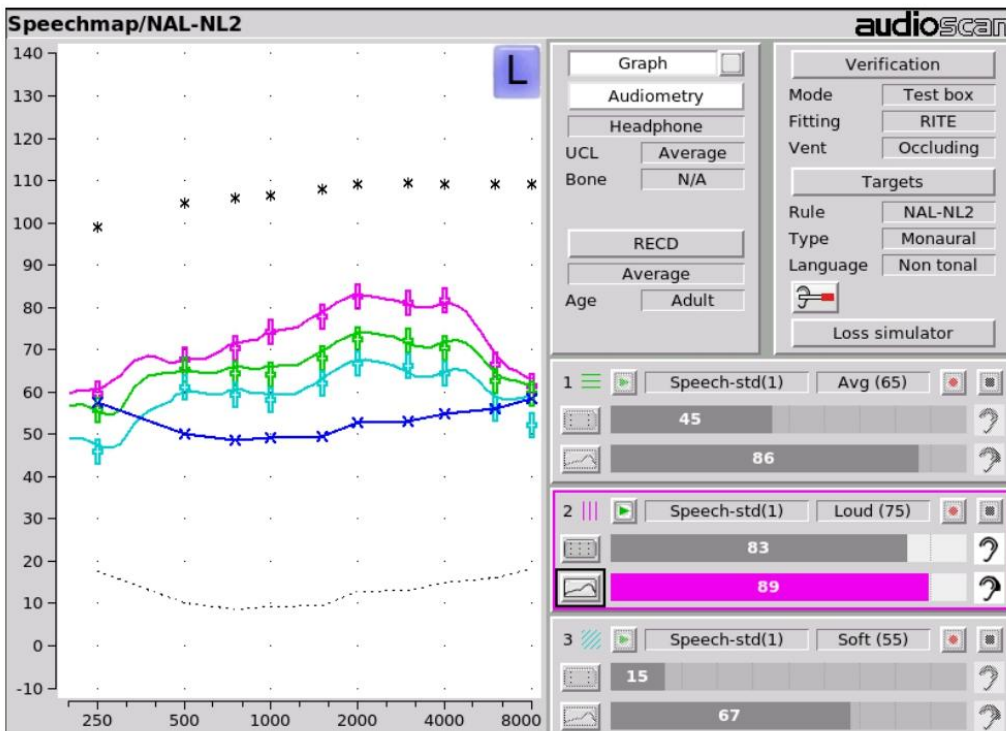 Speechmap/NAL-NL2
audioscan
L
140
130
120
110
100
90
80
70
60
50
40
30
20
10
0
-10
250 500 1000 2000 4000 8000
Graph
Audiometry
Headphone
UCL Average
Bone N/A
RECD
Average
Age Adult
Verification
Mode Test box
Fitting RITE
Vent Occluding
Targets
Rule NAL-NL2
Type Monaural
Language Non tonal
Loss simulator
1 Speech-std(1) Avg (65)
45
86
2 Speech-std(1) Loud (75)
83
89
3 Speech-std(1) Soft (55)
15
67